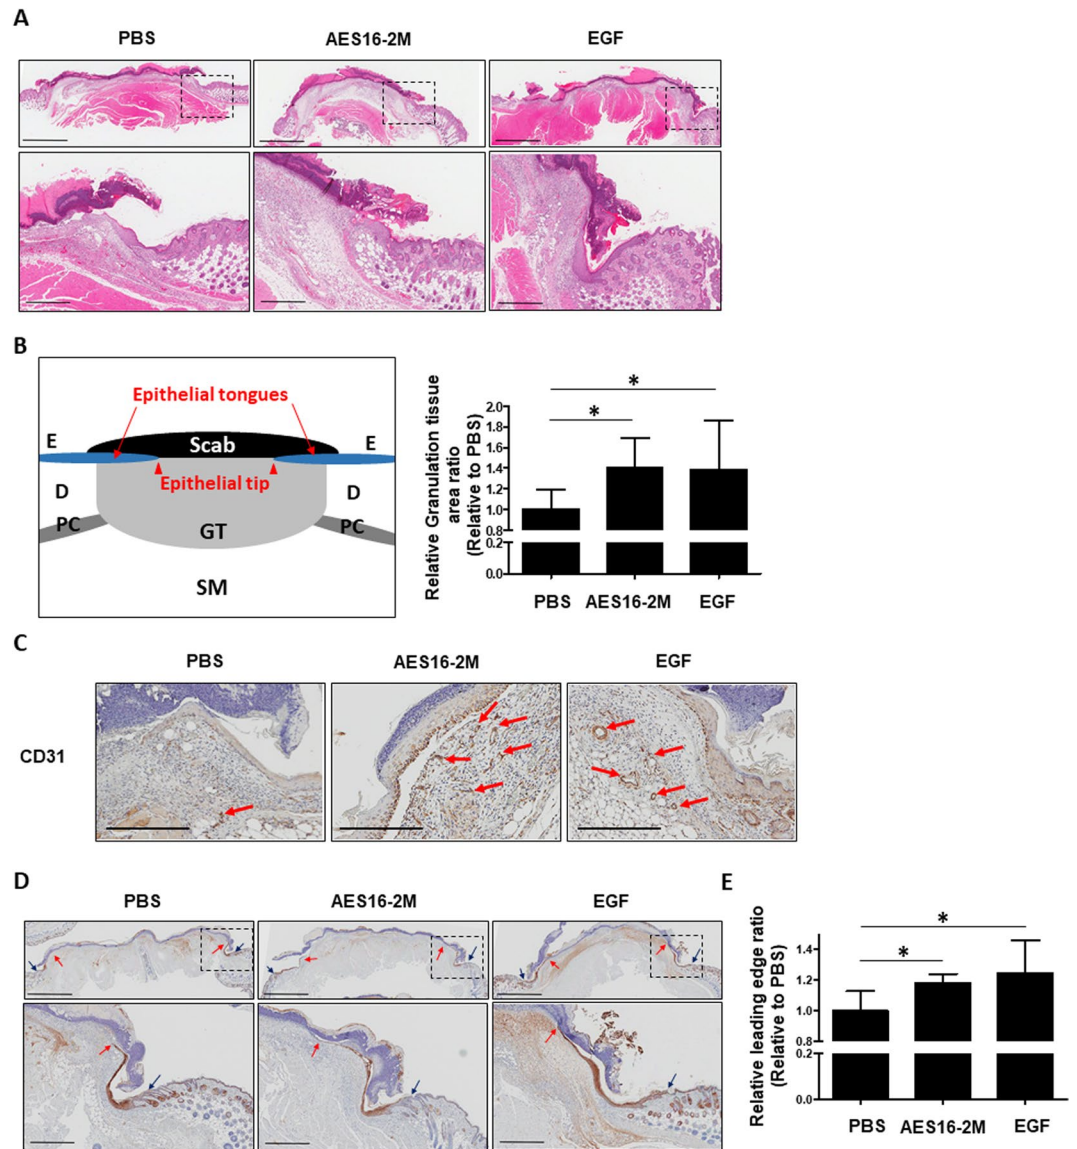 A
PBS AES16-2M EGF
B
Epithelial tongues
E E
Scab
Epithelial tip
D D
PC PC
GT
SM
Relative Granulation tissue
area ratio
(Relative to PBS)
2.0
1.8
1.6
1.4
1.2
1.0
0.8
0.2
0.0
*
*
PBS AES16-2M EGF
C
PBS AES16-2M EGF
CD31
D
PBS AES16-2M EGF
E
Relative leading edge ratio
(Relative to PBS)
1.4
1.2
1.0
0.8
0.2
0.0
*
*
PBS AES16-2M EGF